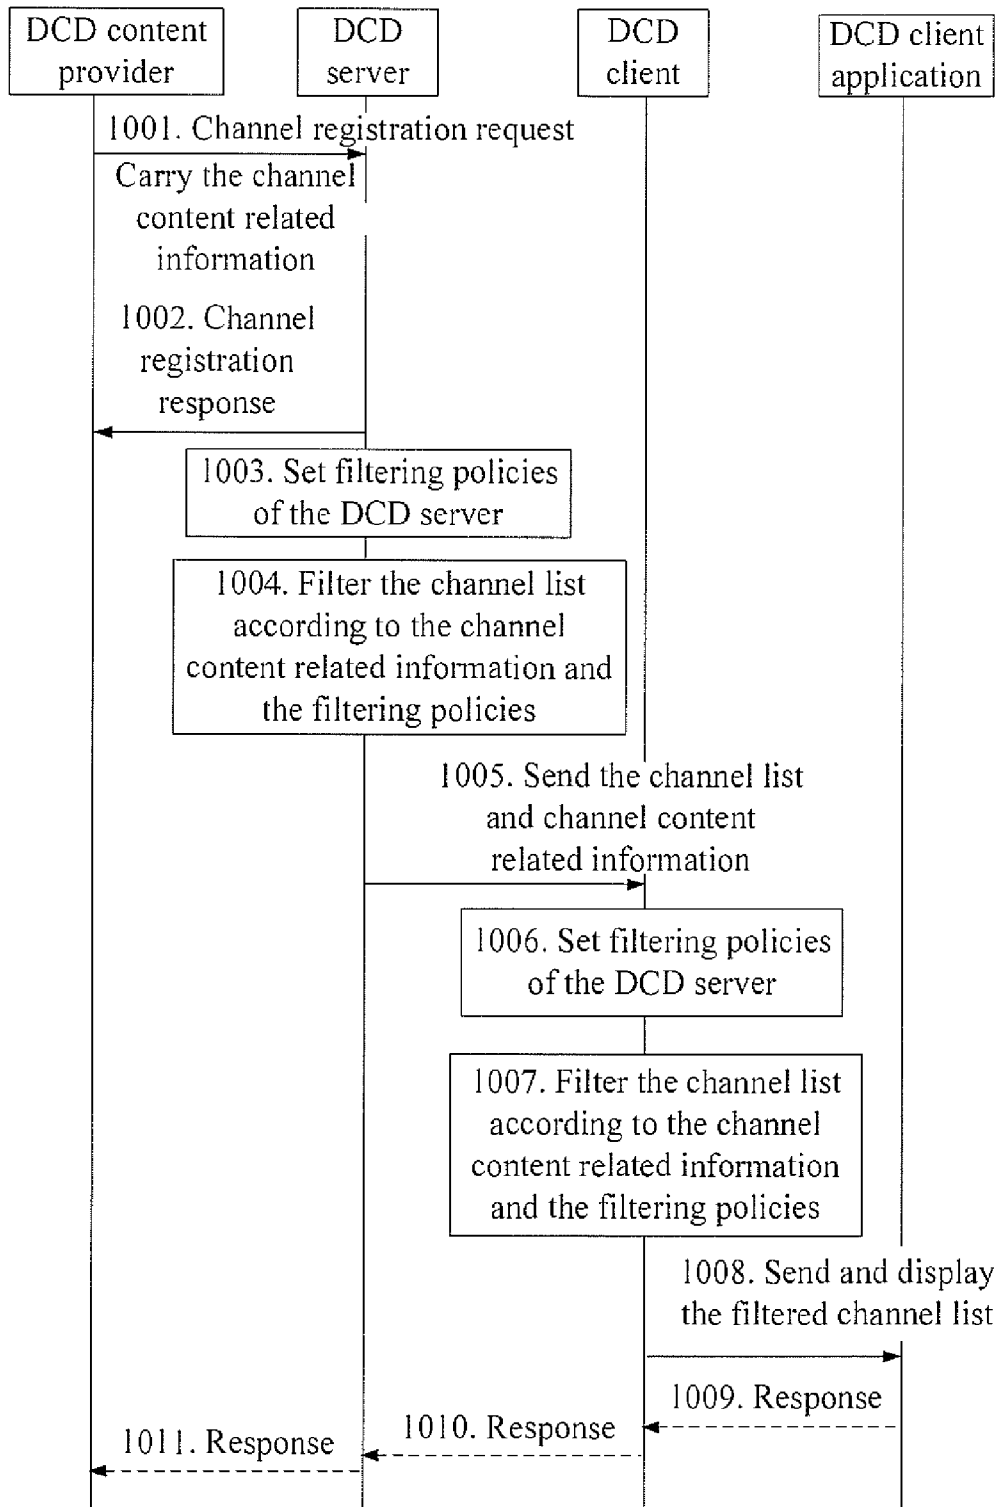 DCD content
provider
DCD
server
DCD
client
DCD client
application
1001. Channel registration request
Carry the channel
content related
information
1002. Channel
registration
response
1003. Set filtering policies
of the DCD server
1004. Filter the channel list
according to the channel
content related information and
the filtering policies
1005. Send the channel list
and channel content
related information
1006. Set filtering policies
of the DCD server
1007. Filter the channel list
according to the channel
content related information
and the filtering policies
1008. Send and display
the filtered channel list
1009. Response
1010. Response
1011. Response